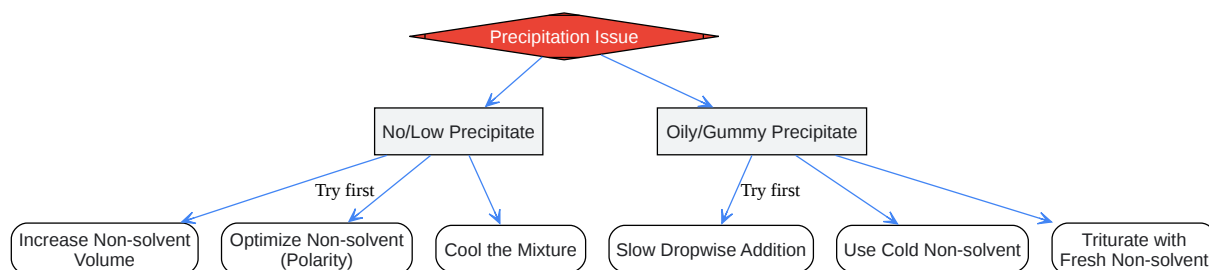 Precipitation Issue
No/Low Precipitate
Oily/Gummy Precipitate
Try first
Try first
Increase Non-solvent
Volume
Optimize Non-solvent
(Polarity)
Cool the Mixture
Slow Dropwise Addition
Use Cold Non-solvent
Triturate with
Fresh Non-solvent